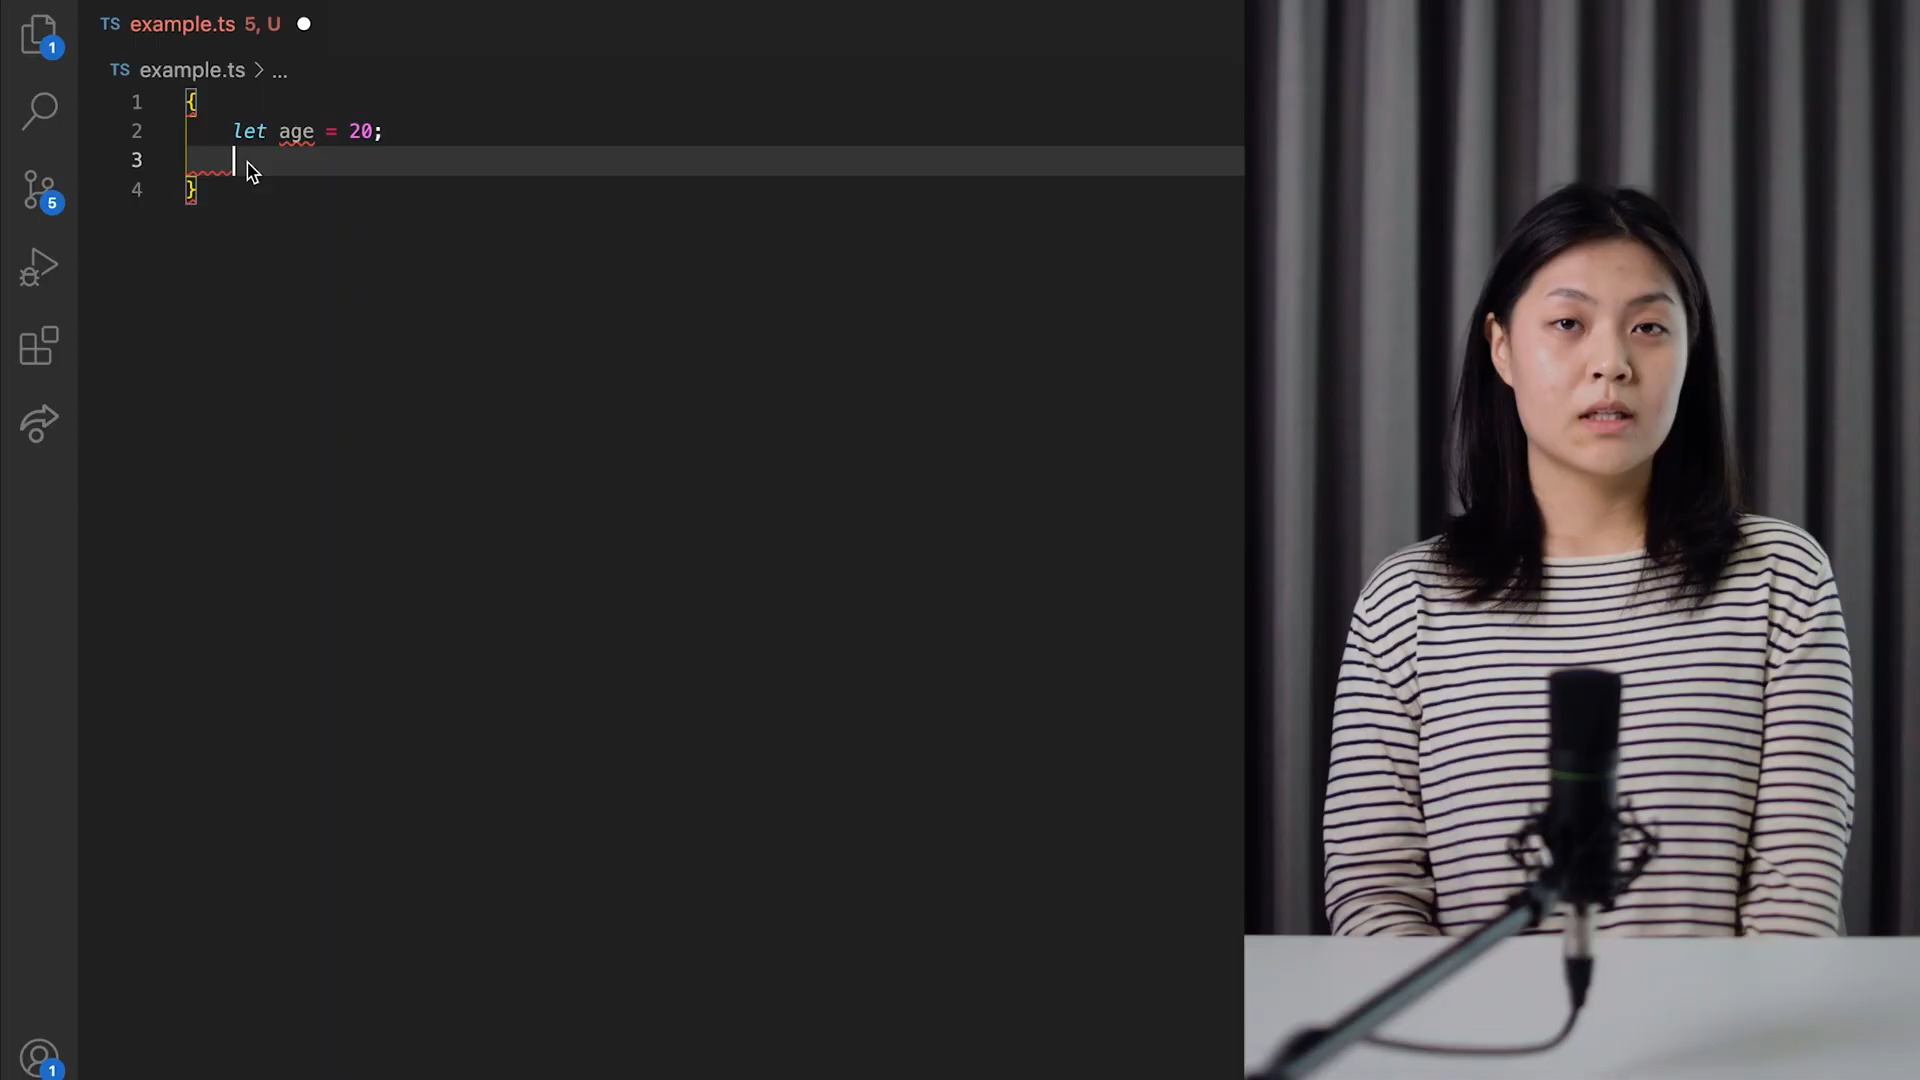 TS example.ts 5, U
TS example.ts > ...
1 {
2 let age = 20;
3
4 }
1
5
1